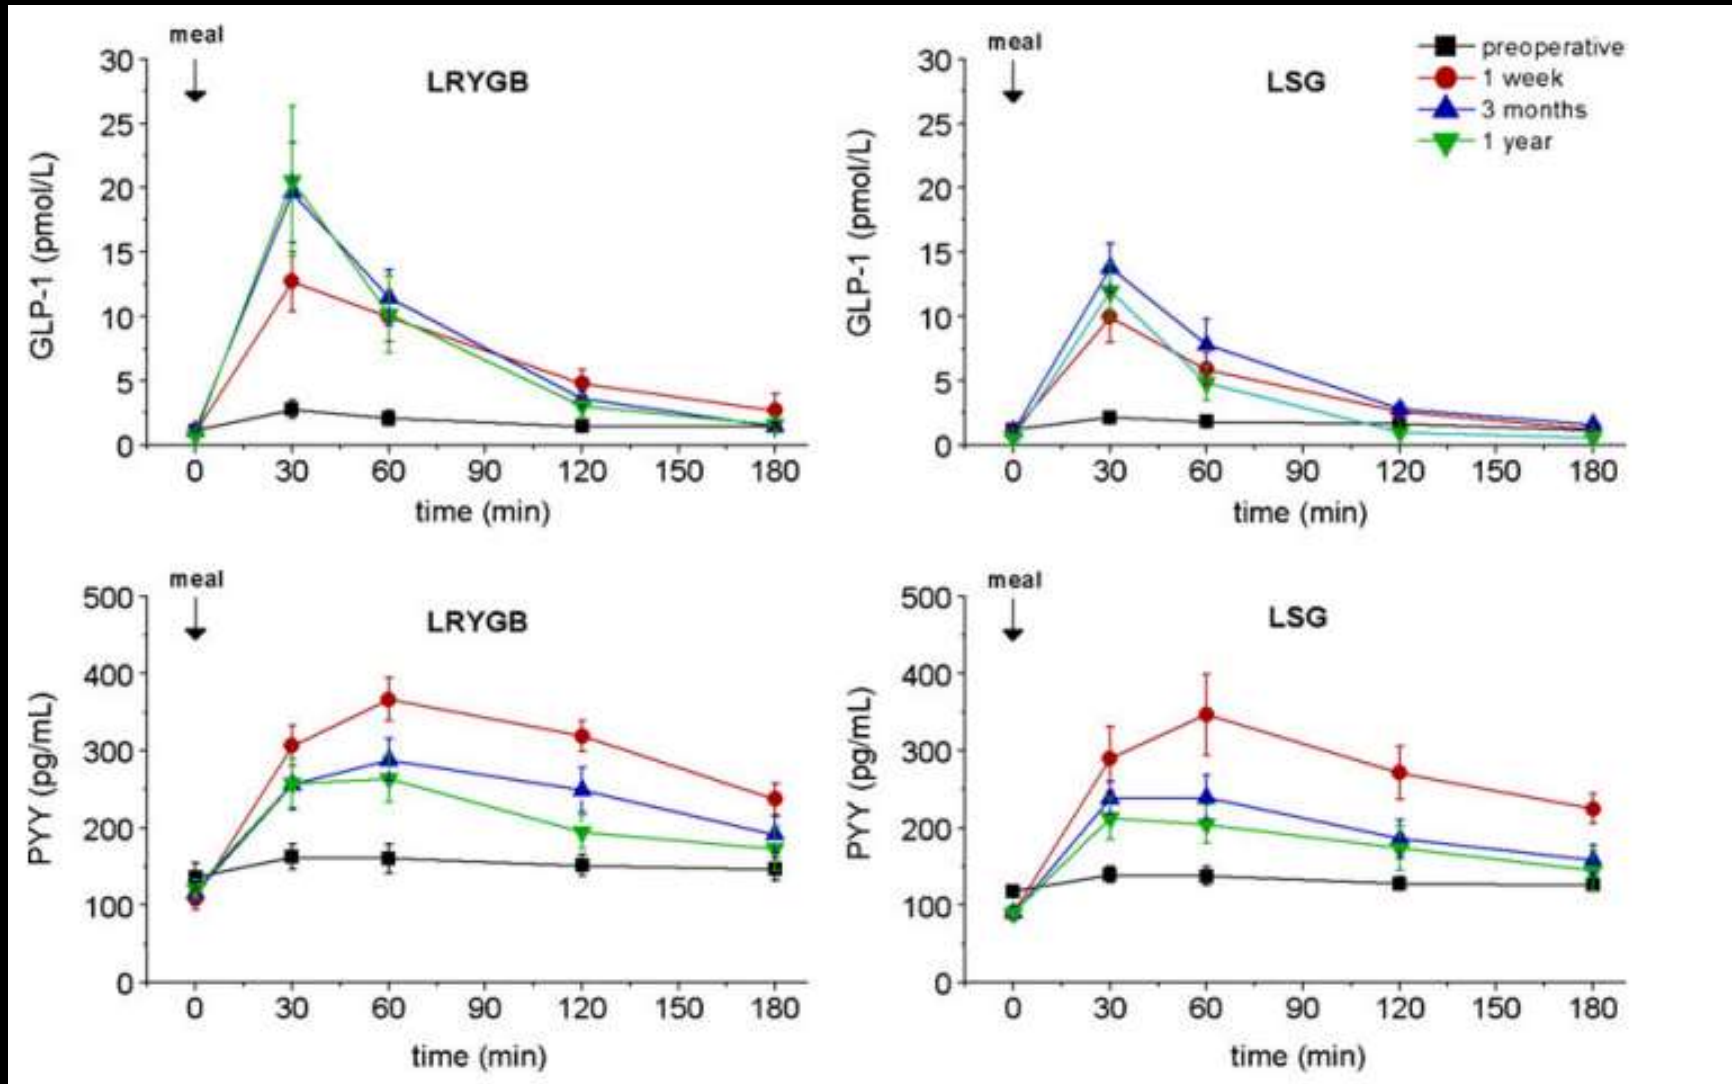 meal
LRYGB
GLP-1 (pmol/L)
30
25
20
15
10
5
0
0 30 60 90 120 150 180
time (min)
meal
LSG
preoperative
1 week
3 months
1 year
GLP-1 (pmol/L)
30
25
20
15
10
5
0
0 30 60 90 120 150 180
time (min)
meal
LRYGB
PYY (pg/mL)
500
400
300
200
100
0
0 30 60 90 120 150 180
time (min)
meal
LSG
PYY (pg/mL)
500
400
300
200
100
0
0 30 60 90 120 150 180
time (min)